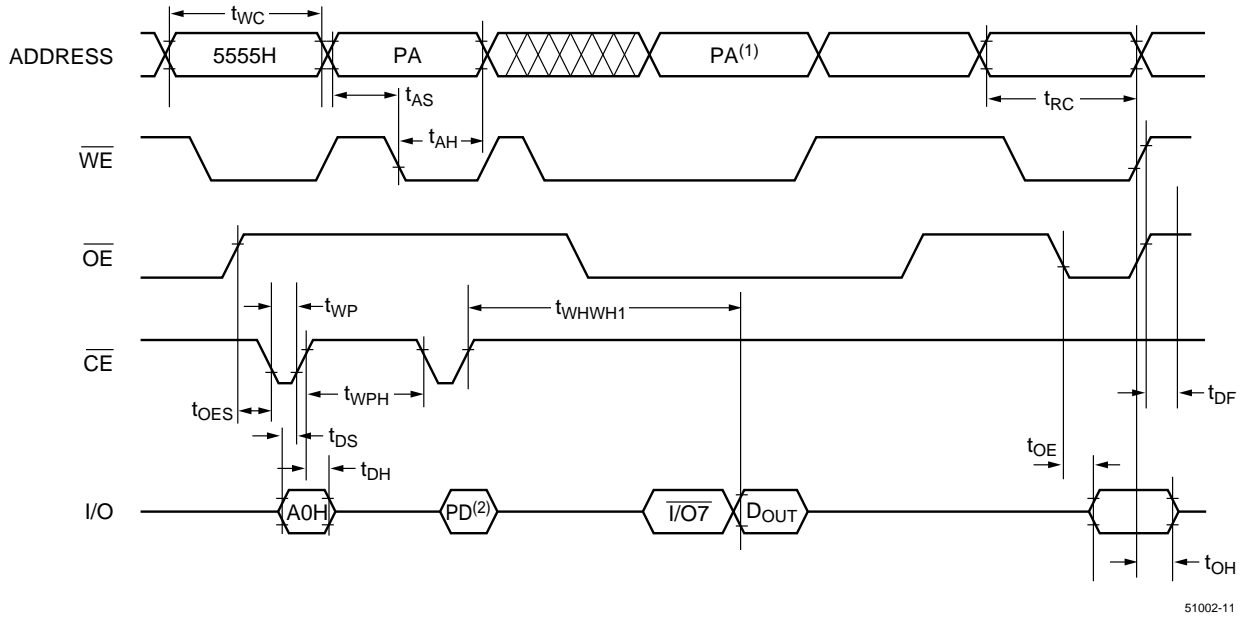 tWC
ADDRESS 5555H PA PA(1)
tAS
tRC
tAH
WE
OE
tWP
tWHWH1
CE
tWPH
tOES
tDF
tDS
tOE
tDH
I/O A0H PD(2) I/O7 DOUT
tOH
51002-11